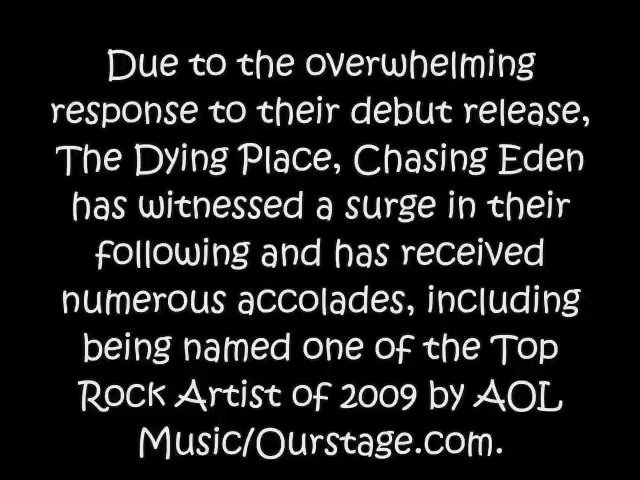 Due to the overwhelming
response to their debut release,
The Dying Place, Chasing Eden
has witnessed a surge in their
following and has received
numerous accolades, including
being named one of the Top
Rock Artist of 2009 by AOL
Music/Ourstage.com.